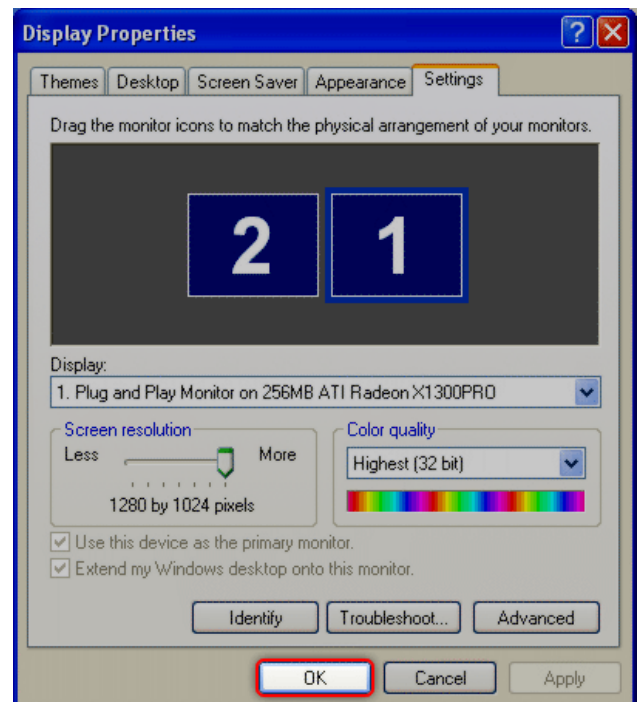 Display Properties
Themes Desktop Screen Saver Appearance Settings
Drag the monitor icons to match the physical arrangement of your monitors.
2 1
Display:
1. Plug and Play Monitor on 256MB ATI Radeon X1300PRO
Screen resolution Color quality
Less More Highest (32 bit)
1280 by 1024 pixels
Use this device as the primary monitor.
Extend my Windows desktop onto this monitor.
Identify Troubleshoot... Advanced
OK Cancel Apply